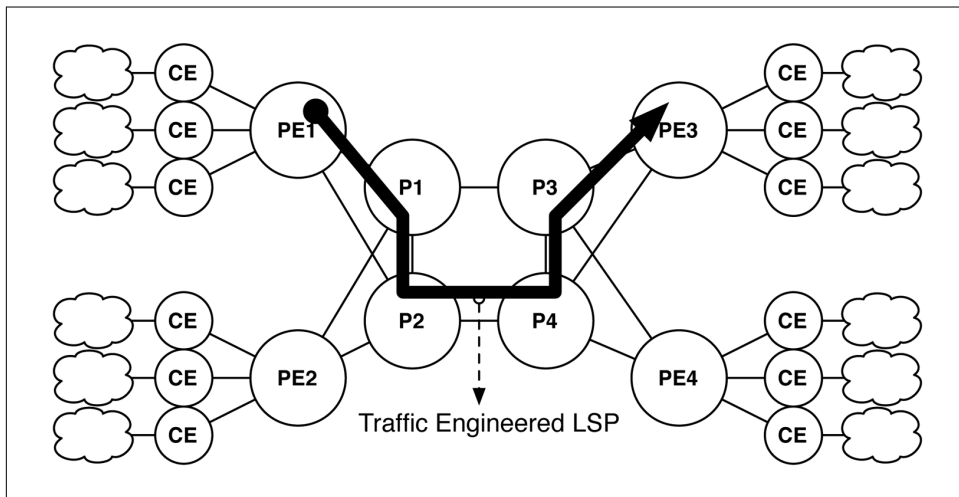 CE
CE
PE1
PE3
CE
CE
P1
P3
CE
CE
CE
P2
P4
CE
CE
PE2
PE4
CE
Traffic Engineered LSP
CE
CE